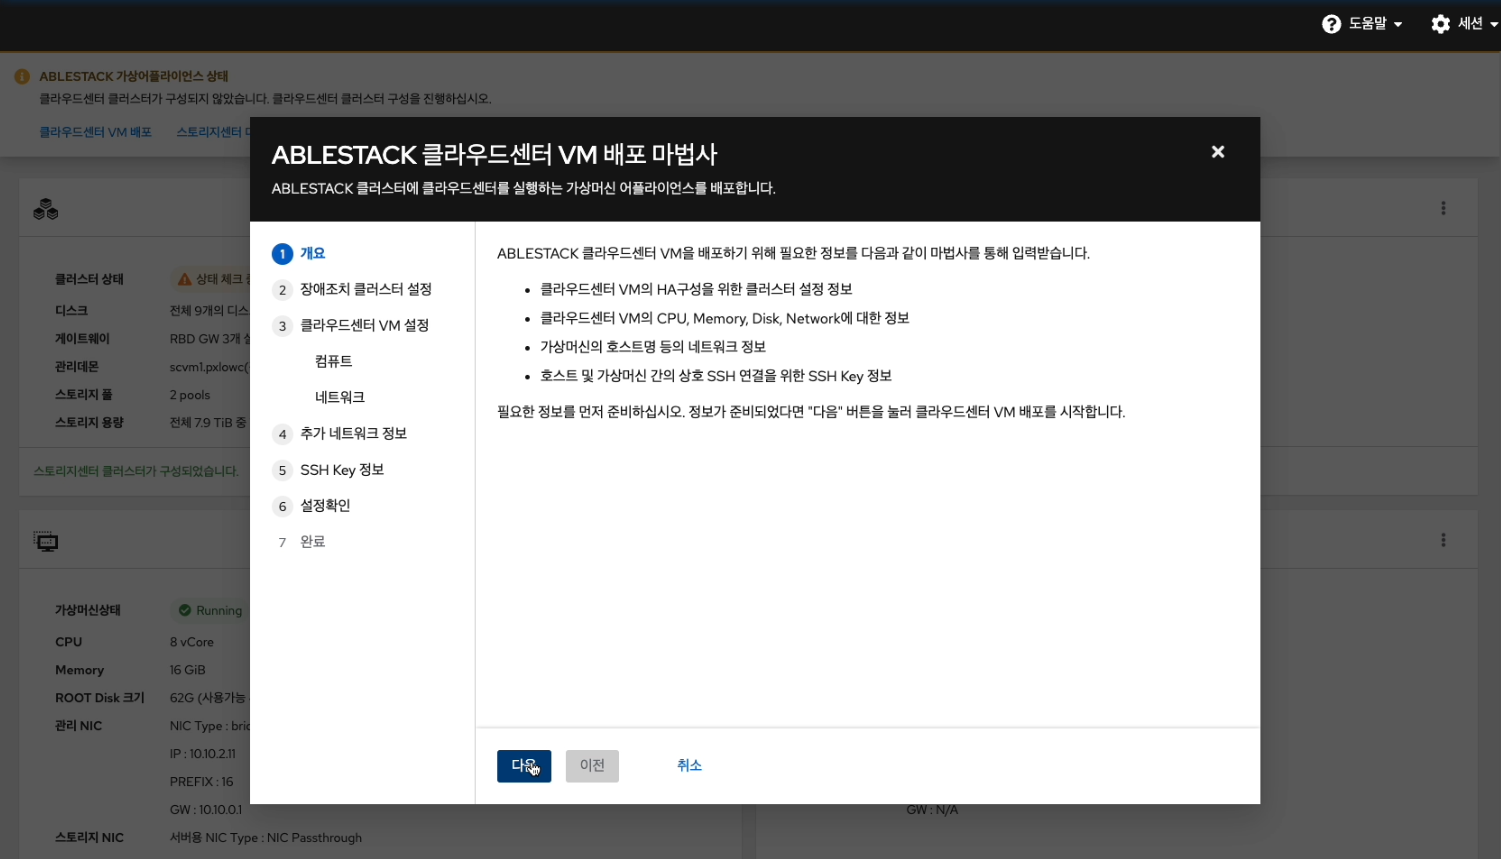 도움말
세션
ABLESTACK 가상어플라이언스 상태
클라우드센터 클러스터가 구성되지 않았습니다. 클라우드센터 클러스터 구성을 진행하십시오.
클라우드센터 VM 배포 스토리지센터
ABLESTACK 클라우드센터 VM 배포 마법사
ABLESTACK 클러스터에 클라우드센터를 실행하는 가상머신 어플라이언스를 배포합니다.
1 개요
2 장애조치 클러스터 설정
3 클라우드센터 VM 설정
컴퓨트
네트워크
4 추가 네트워크 정보
5 SSH Key 정보
6 설정확인
7 완료
ABLESTACK 클라우드센터 VM을 배포하기 위해 필요한 정보를 다음과 같이 마법사를 통해 입력받습니다.
• 클라우드센터 VM의 HA구성을 위한 클러스터 설정 정보
• 클라우드센터 VM의 CPU, Memory, Disk, Network에 대한 정보
• 가상머신의 호스트명 등의 네트워크 정보
• 호스트 및 가상머신 간의 상호 SSH 연결을 위한 SSH Key 정보
필요한 정보를 먼저 준비하십시오. 정보가 준비되었다면 "다음" 버튼을 눌러 클라우드센터 VM 배포를 시작합니다.
다음
이전
취소
클러스터 상태 상태 체크
디스크 전체 9개의 디스
게이트웨이 RBD GW 3개
관리데몬 scvm1.pxlowc(
스토리지 풀 2 pools
스토리지 용량 전체 7.9 TiB 중
스토리지센터 클러스터가 구성되었습니다.
가상머신상태 Running
CPU 8 vCore
Memory 16 GiB
ROOT Disk 크기 62G (사용가능
관리 NIC NIC Type : bric
IP : 10.10.2.11
PREFIX : 16
GW : 10.10.0.1
GW : N/A
스토리지 NIC 서버용 NIC Type : NIC Passthrough